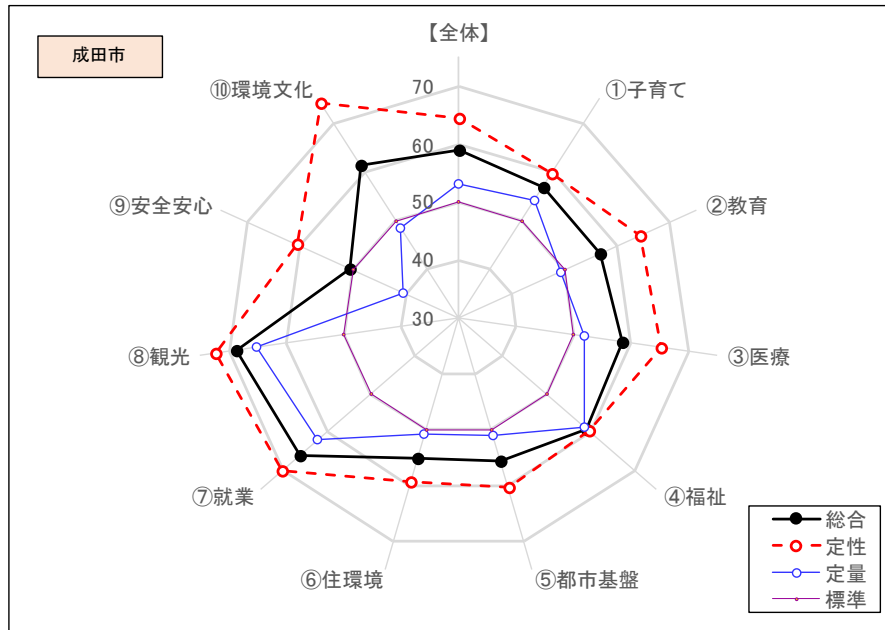 【全体】
成田市
①子育て
②教育
③医療
④福祉
⑤都市基盤
⑥住環境
⑦就業
⑧観光
⑨安全安心
⑩環境文化
70
60
50
40
30
総合
定性
定量
標準